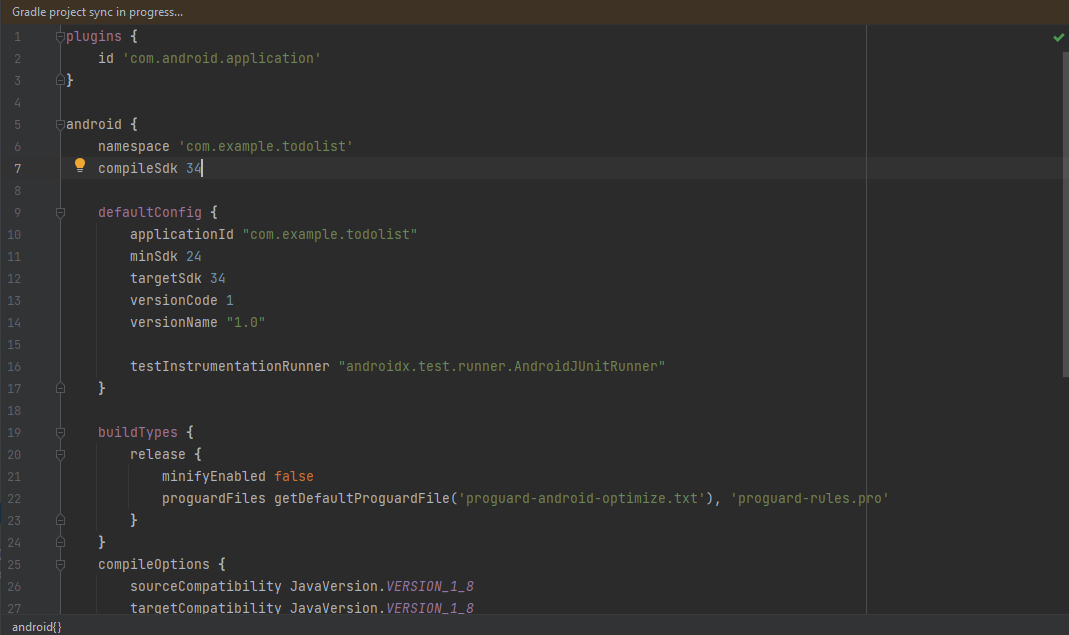 Gradle project sync in progress...
1 plugins {
2     id 'com.android.application'
3 }
4
5 android {
6     namespace 'com.example.todolist'
7     compileSdk 34
8
9     defaultConfig {
10         applicationId "com.example.todolist"
11         minSdk 24
12         targetSdk 34
13         versionCode 1
14         versionName "1.0"
15
16         testInstrumentationRunner "androidx.test.runner.AndroidJUnitRunner"
17     }
18
19     buildTypes {
20         release {
21             minifyEnabled false
22             proguardFiles getDefaultProguardFile('proguard-android-optimize.txt'), 'proguard-rules.pro'
23         }
24     }
25     compileOptions {
26         sourceCompatibility JavaVersion.VERSION_1_8
27         targetCompatibility JavaVersion.VERSION_1_8
android{}